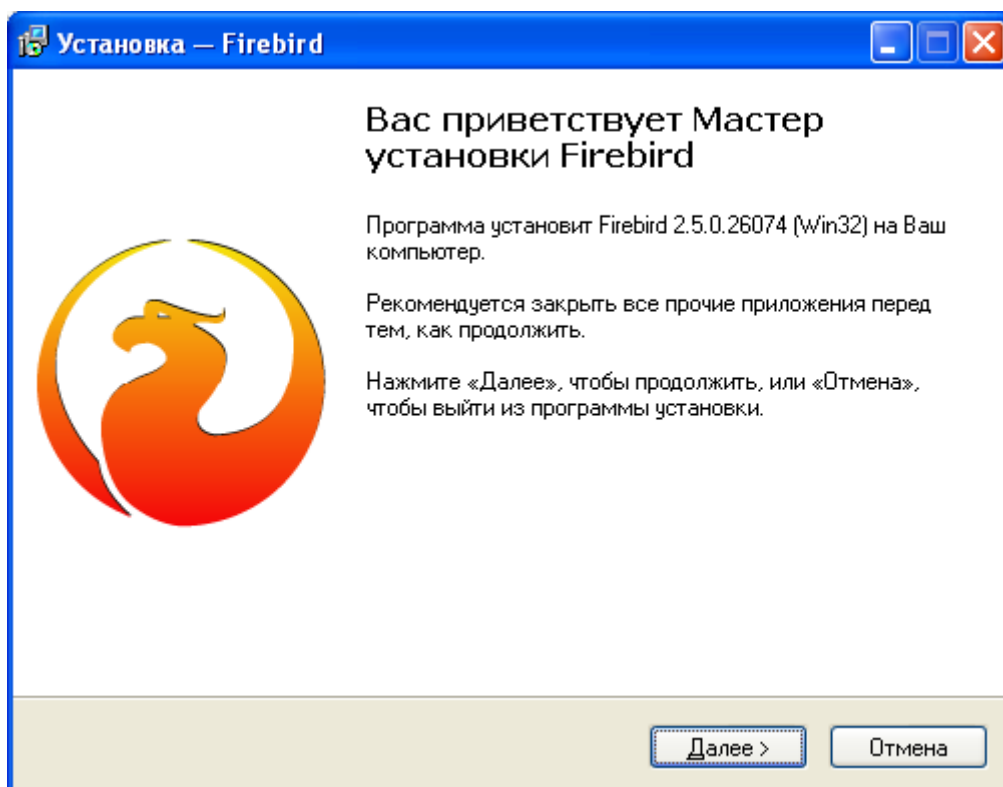 Установка — Firebird
Вас приветствует Мастер
установки Firebird
Программа установит Firebird 2.5.0.26074 (Win32) на Ваш
компьютер.
Рекомендуется закрыть все прочие приложения перед
тем, как продолжить.
Нажмите «Далее», чтобы продолжить, или «Отмена»,
чтобы выйти из программы установки.
Далее >
Отмена